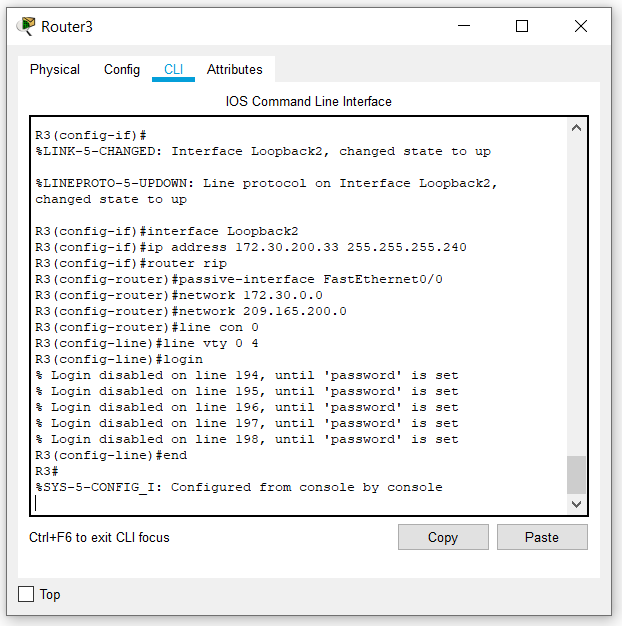 Router3
Physical Config CLI Attributes
IOS Command Line Interface
R3(config-if)#
%LINK-5-CHANGED: Interface Loopback2, changed state to up
%LINEPROTO-5-UPDOWN: Line protocol on Interface Loopback2,
changed state to up
R3(config-if)#interface Loopback2
R3(config-if)#ip address 172.30.200.33 255.255.255.240
R3(config-if)#router rip
R3(config-router)#passive-interface FastEthernet0/0
R3(config-router)#network 172.30.0.0
R3(config-router)#network 209.165.200.0
R3(config-router)#line con 0
R3(config-line)#line vty 0 4
R3(config-line)#login
% Login disabled on line 194, until 'password' is set
% Login disabled on line 195, until 'password' is set
% Login disabled on line 196, until 'password' is set
% Login disabled on line 197, until 'password' is set
% Login disabled on line 198, until 'password' is set
R3(config-line)#end
R3#
%SYS-5-CONFIG_I: Configured from console by console
Ctrl+F6 to exit CLI focus
Copy Paste
Top